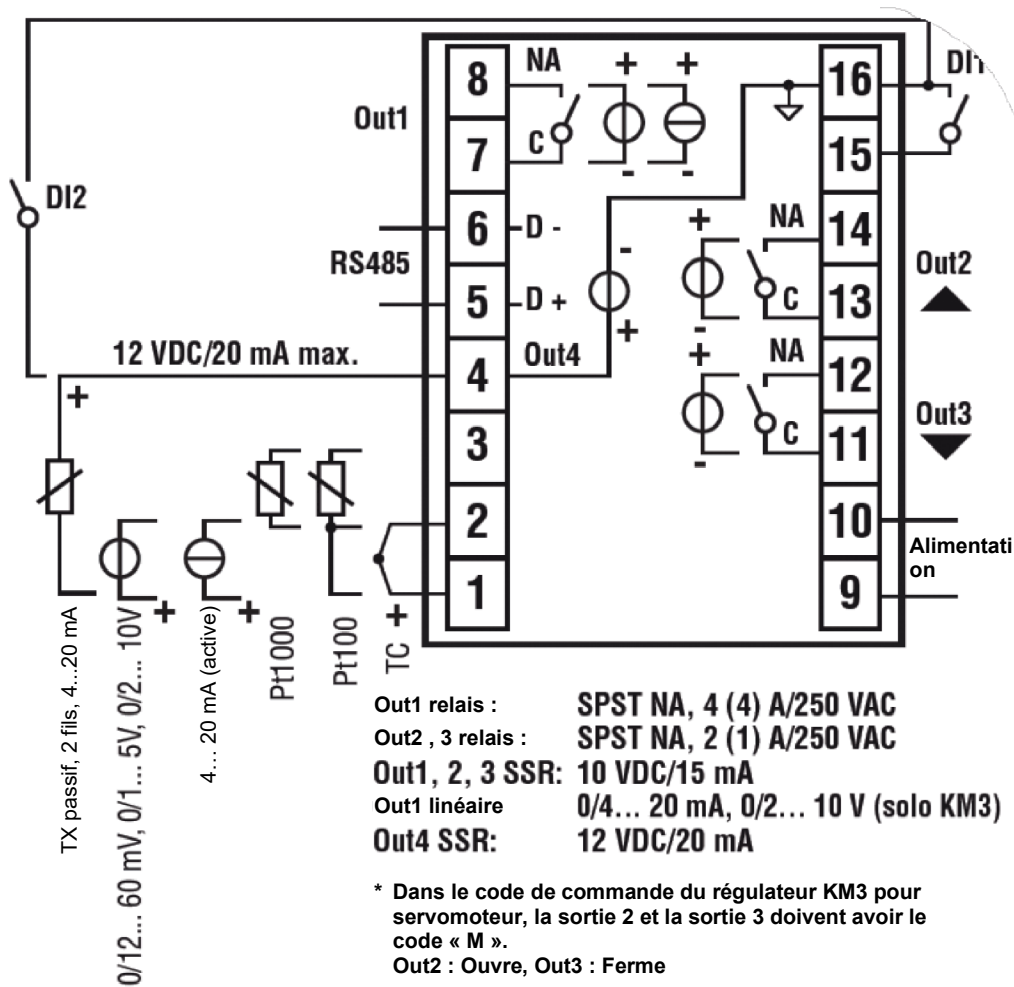 8 NA + + 16 DI1
Out1
7 C - - 15
DI2
6 D - + NA 14
RS485 - Out2
5 D + C 13
+ -
12 VDC/20 mA max. 4 Out4 + NA 12
+
3 C 11 Out3
-
2 10
Alimentati
on
1 9
+ + +
TX passif, 2 fils, 4...20 mA
0/12... 60 mV, 0/1... 5V, 0/2... 10V
4... 20 mA (active)
Pt1000
Pt100
TC
Out1 relais : SPST NA, 4 (4) A/250 VAC
Out2 , 3 relais : SPST NA, 2 (1) A/250 VAC
Out1, 2, 3 SSR: 10 VDC/15 mA
Out1 linéaire 0/4... 20 mA, 0/2... 10 V (solo KM3)
Out4 SSR: 12 VDC/20 mA
* Dans le code de commande du régulateur KM3 pour
servomoteur, la sortie 2 et la sortie 3 doivent avoir le
code « M ».
Out2 : Ouvre, Out3 : Ferme